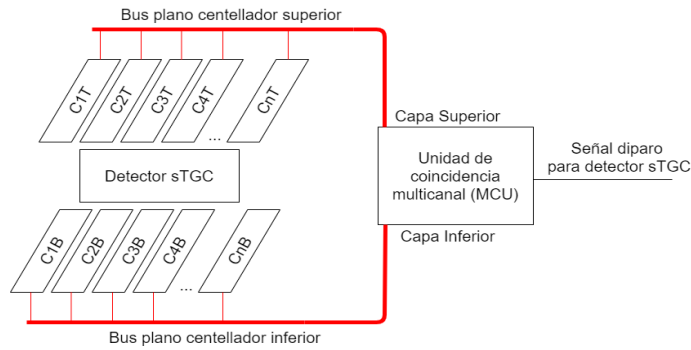 Bus plano centellador superior
C1T
C2T
C3T
C4T
...
CnT
Capa Superior
Detector sTGC
Unidad de
coincidencia
multicanal (MCU)
Señal diparo
para detector sTGC
Capa Inferior
C1B
C2B
C3B
C4B
...
CnB
Bus plano centellador inferior